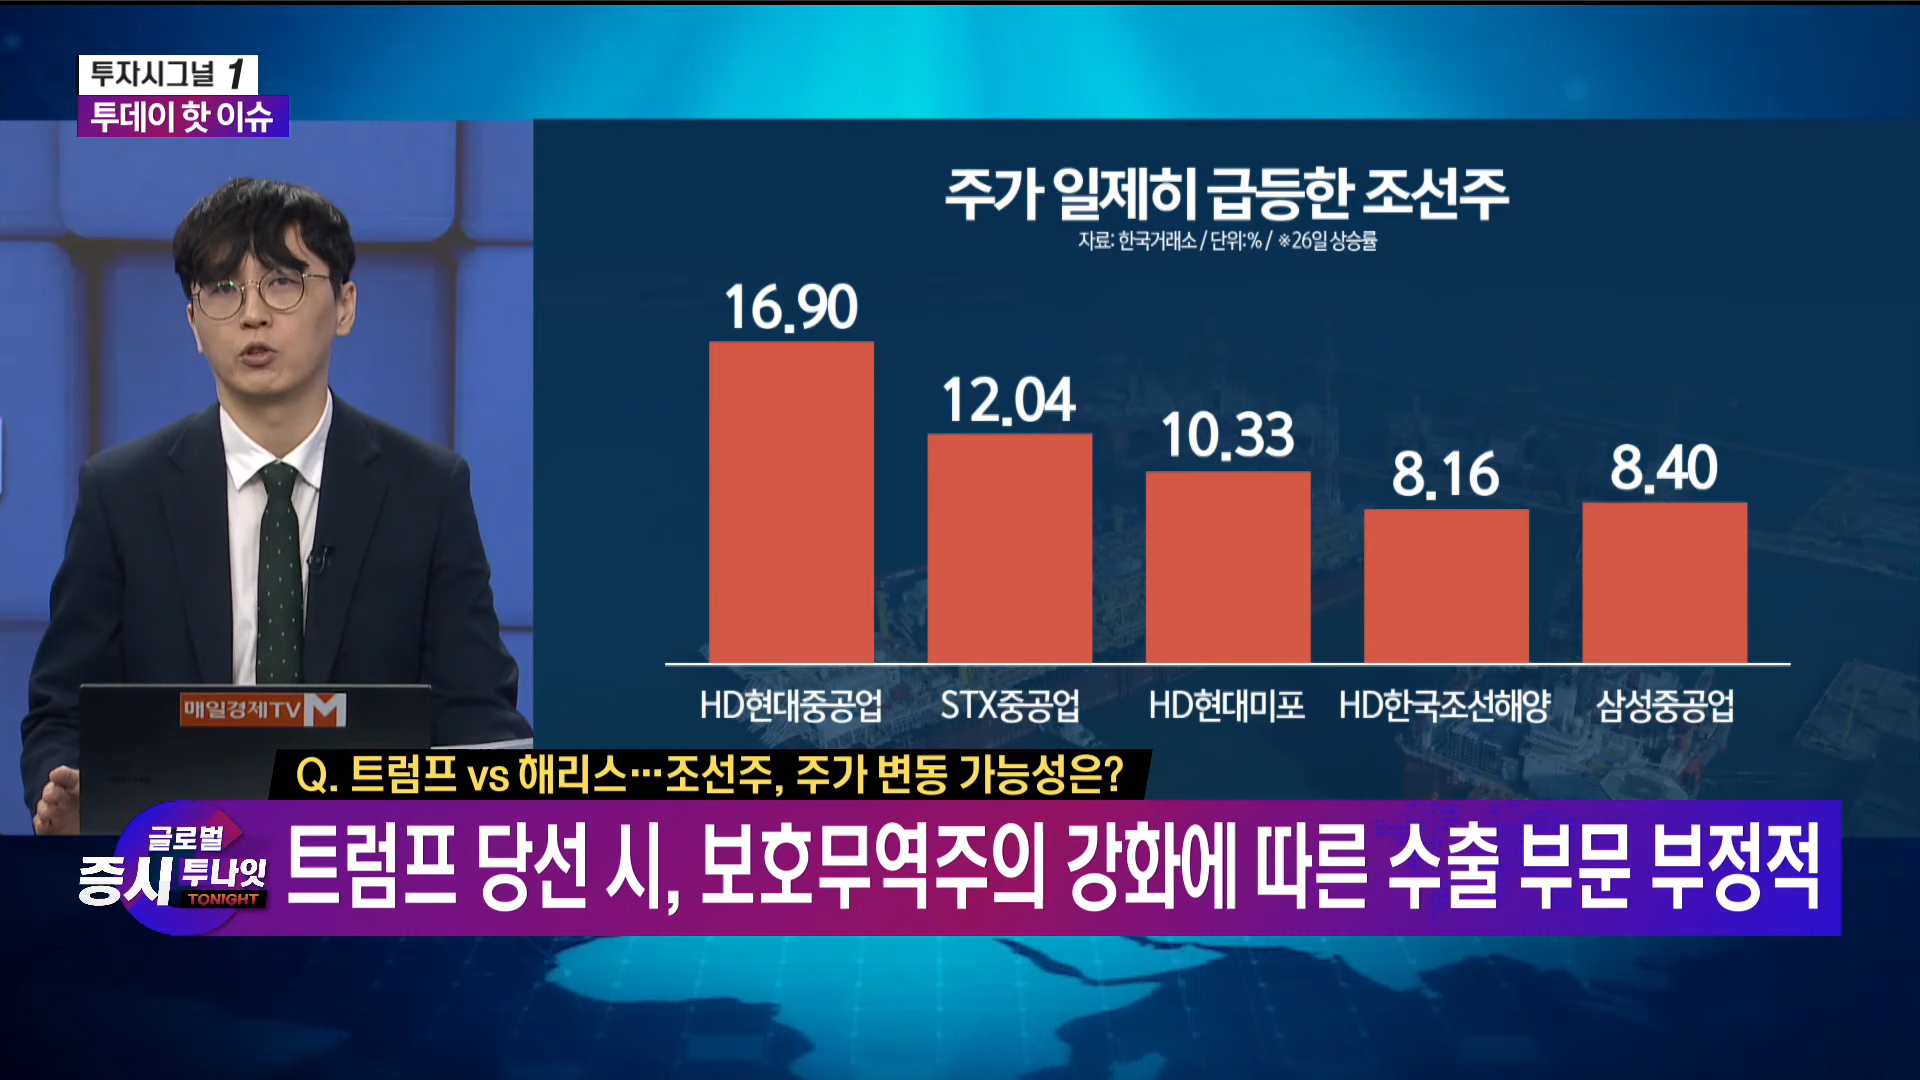 투자시그널 1
투데이 핫 이슈
주가 일제히 급등한 조선주
자료: 한국거래소 / 단위:% / ※26일 상승률
16.90
12.04
10.33
8.16
8.40
HD현대중공업
STX중공업
HD현대미포
HD한국조선해양
삼성중공업
매일경제TV M
Q. 트럼프 vs 해리스…조선주, 주가 변동 가능성은?
글로벌
증시 투나잇
TONIGHT
트럼프 당선 시, 보호무역주의 강화에 따른 수출 부문 부정적